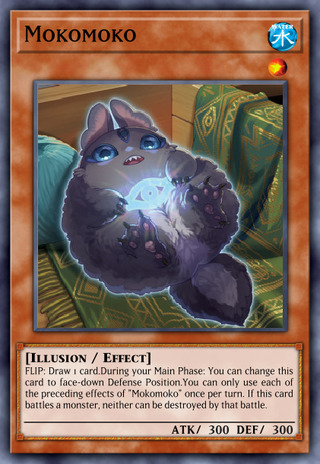 Mokomoko
WATER
水
[Illusion / Effect]
FLIP: Draw 1 card.During your Main Phase: You can change
this card to face-down Defense Position.You can only use each
of the preceding effects of "Mokomoko" once per turn. If this card
battles a monster, neither can be destroyed by that battle.
ATK/ 300 DEF/ 300